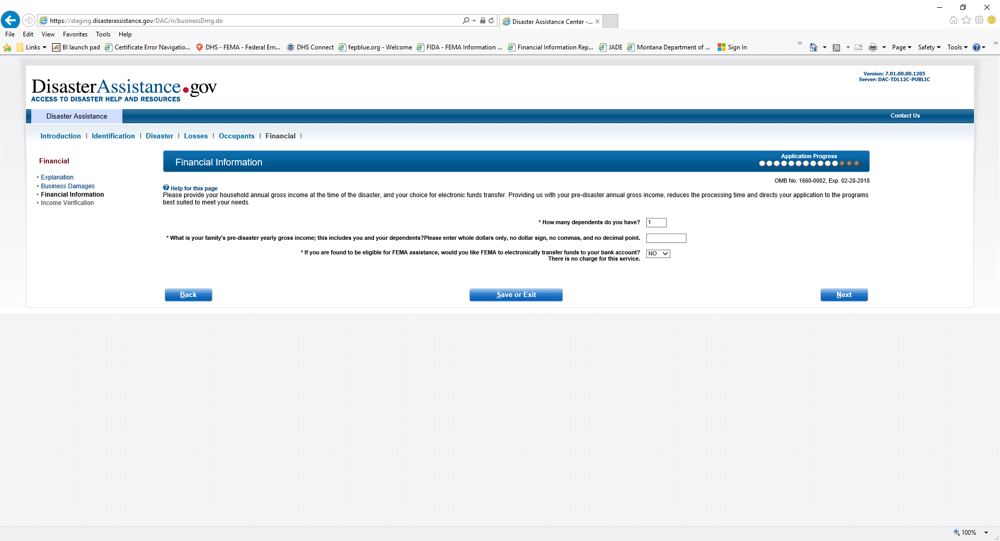 https://staging.disasterassistance.gov/DAC/ri/businessDmg.do
Disaster Assistance Center -...
File Edit View Favorites Tools Help
Links BI launch pad Certificate Error Navigatio... DHS - FEMA - Federal Em... DHS Connect fepblue.org - Welcome FIDA - FEMA Information ... Financial Information Rep... JADE Montana Department of ... Sign In Page Safety Tools
Version: 7.01.00.00.1205
Server: DAC-TDL12C-PUBLIC
DisasterAssistance.gov
ACCESS TO DISASTER HELP AND RESOURCES
Disaster Assistance
Contact Us
Introduction | Identification | Disaster | Losses | Occupants | Financial |
Financial
• Explanation
• Business Damages
• Financial Information
• Income Verification
Financial Information
Application Progress
OMB No. 1660-0002, Exp. 02-28-2018
Help for this page
Please provide your household annual gross income at the time of the disaster, and your choice for electronic funds transfer. Providing us with your pre-disaster annual gross income, reduces the processing time and directs your application to the programs
best suited to meet your needs.
* How many dependents do you have? 1
* What is your family's pre-disaster yearly gross income; this includes you and your dependents?Please enter whole dollars only, no dollar sign, no commas, and no decimal point.
* If you are found to be eligible for FEMA assistance, would you like FEMA to electronically transfer funds to your bank account? NO
There is no charge for this service.
Back Save or Exit Next
100%